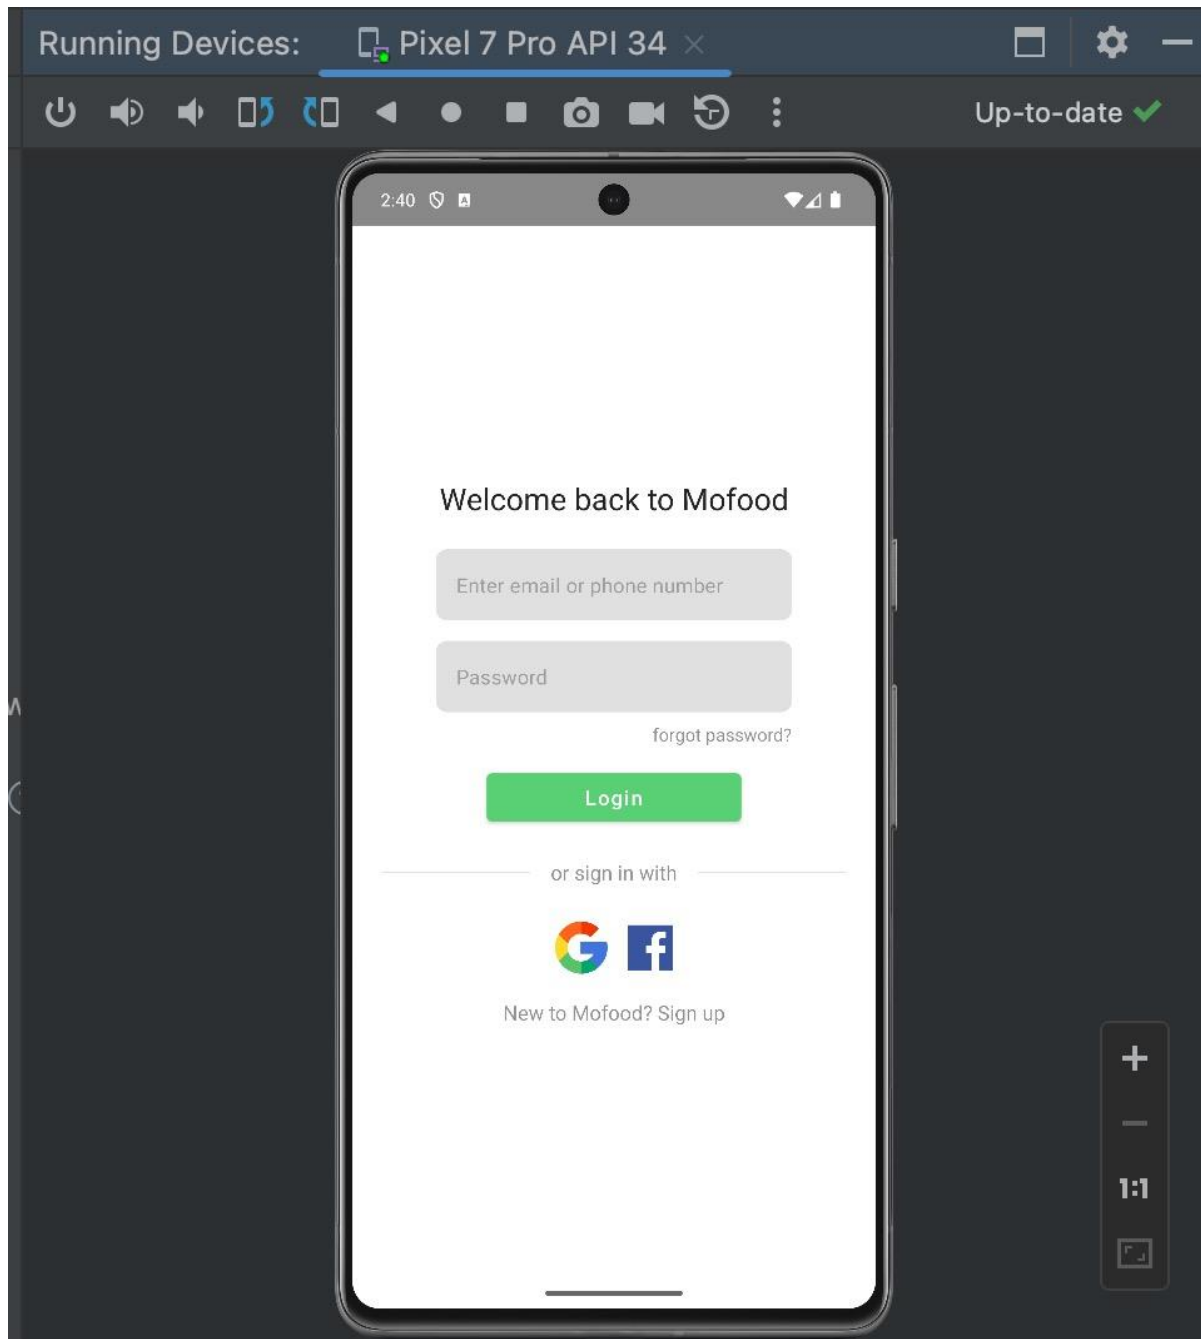 Running Devices: Pixel 7 Pro API 34
Up-to-date
2:40
Welcome back to Mofood
Enter email or phone number
Password
forgot password?
Login
or sign in with
New to Mofood? Sign up
1:1